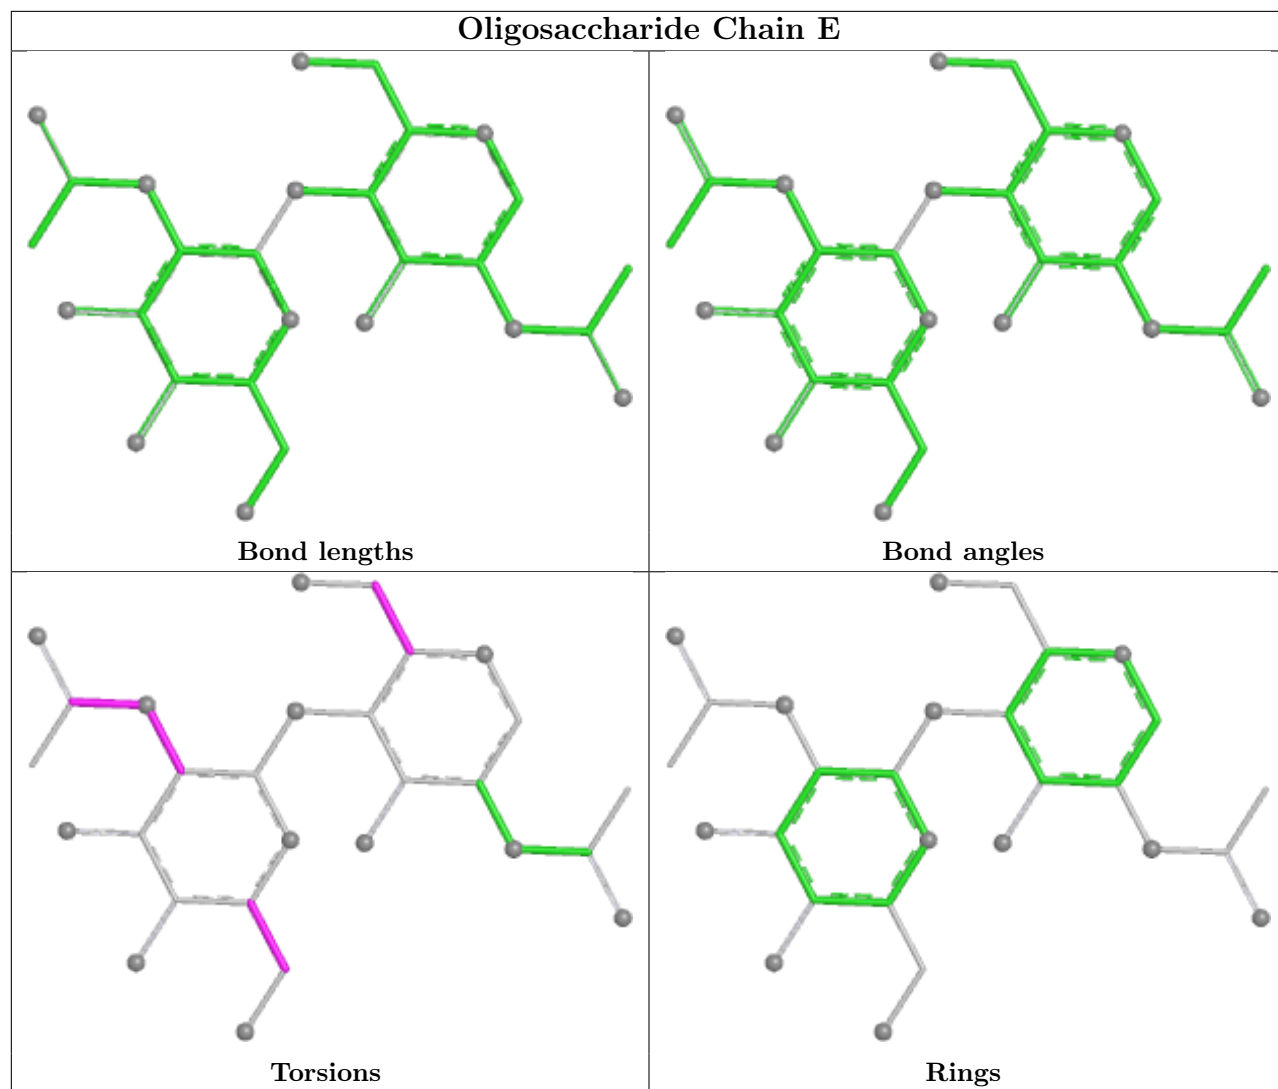 Oligosaccharide Chain E
Bond lengths
Bond angles
Torsions
Rings